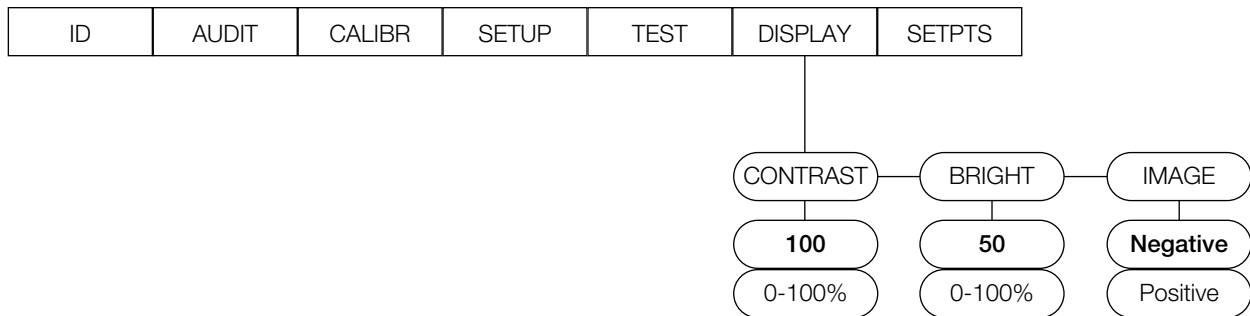 ID AUDIT CALIBR SETUP TEST DISPLAY SETPTS
CONTRAST BRIGHT IMAGE
100 50 Negative
0-100% 0-100% Positive